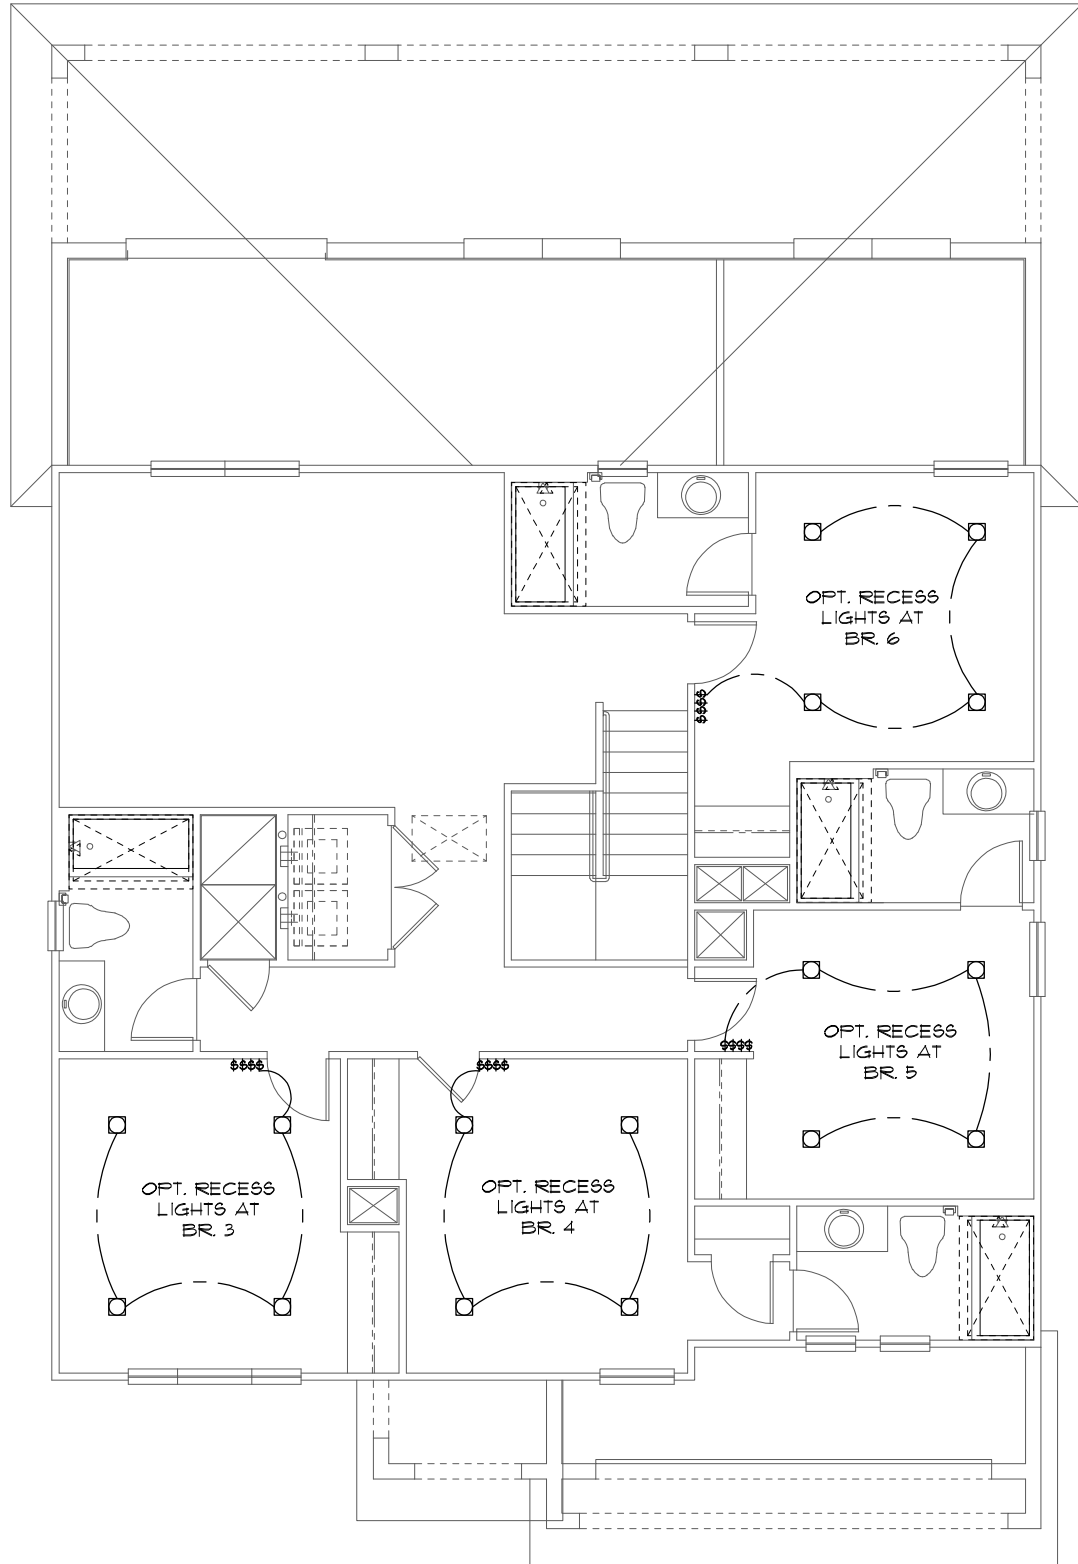 OPT. RECESS
LIGHTS AT
BR. 6
$$$$
OPT. RECESS
LIGHTS AT
BR. 5
$$$$
$$$$
$$$$
OPT. RECESS
LIGHTS AT
BR. 3
OPT. RECESS
LIGHTS AT
BR. 4